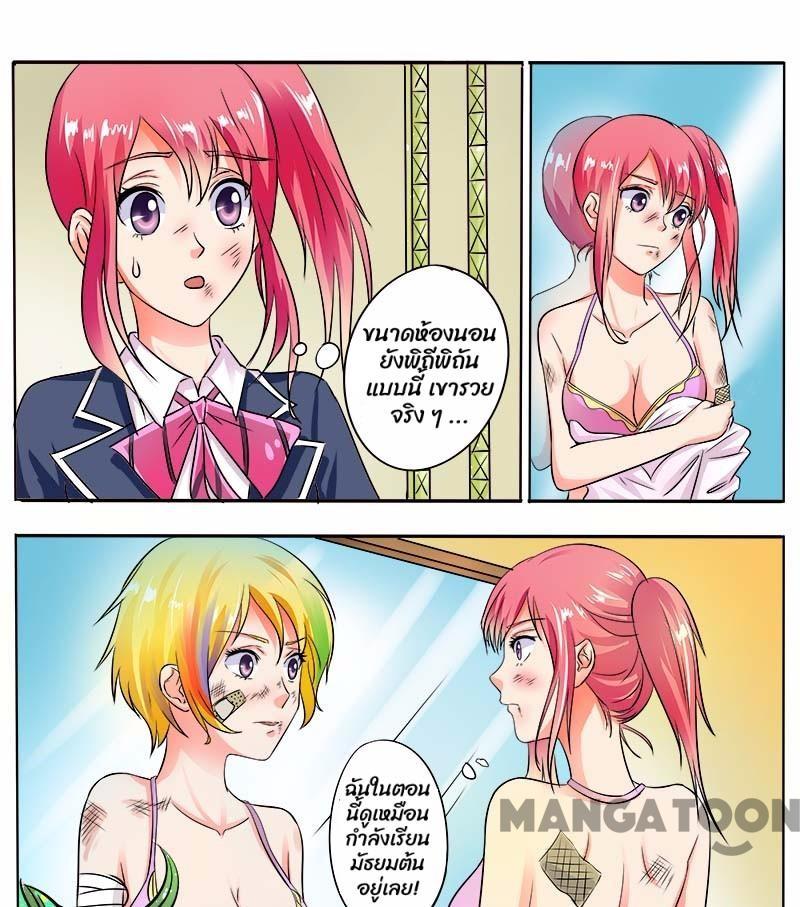 ขนาดห้องนอน
ยังพิถีพิถัน
แบบนี้ เขารวย
จริง ๆ ...
ฉันในตอน
นี้ดูเหมือน
กำลังเรียน
มัธยมต้น
อยู่เลย!
MANGATOON